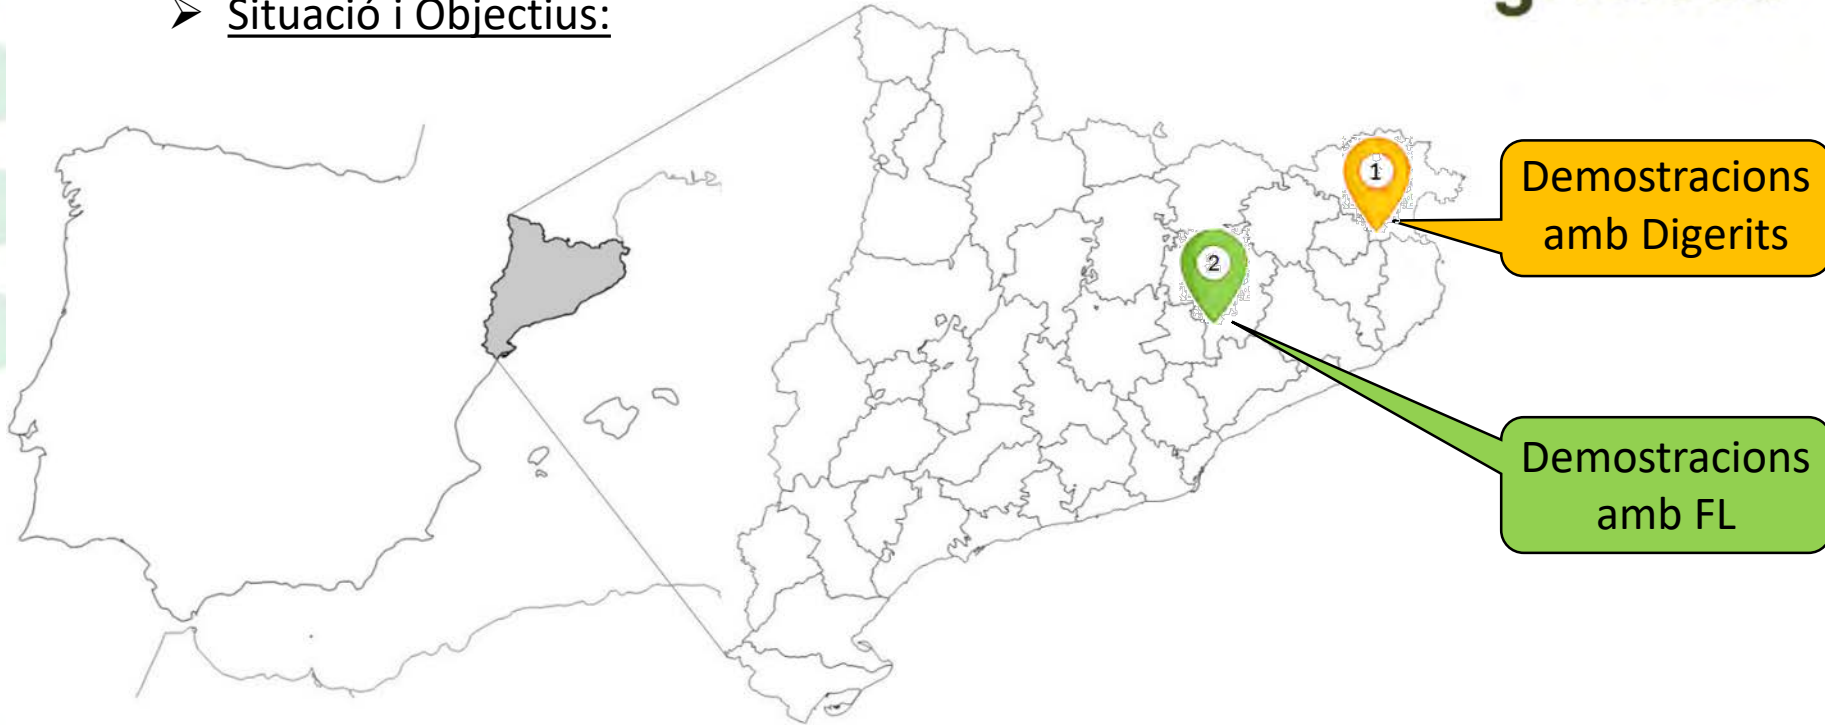 ➢ Situació i Objectius:
1
Demostracions
amb Digerits
2
Demostracions
amb FL